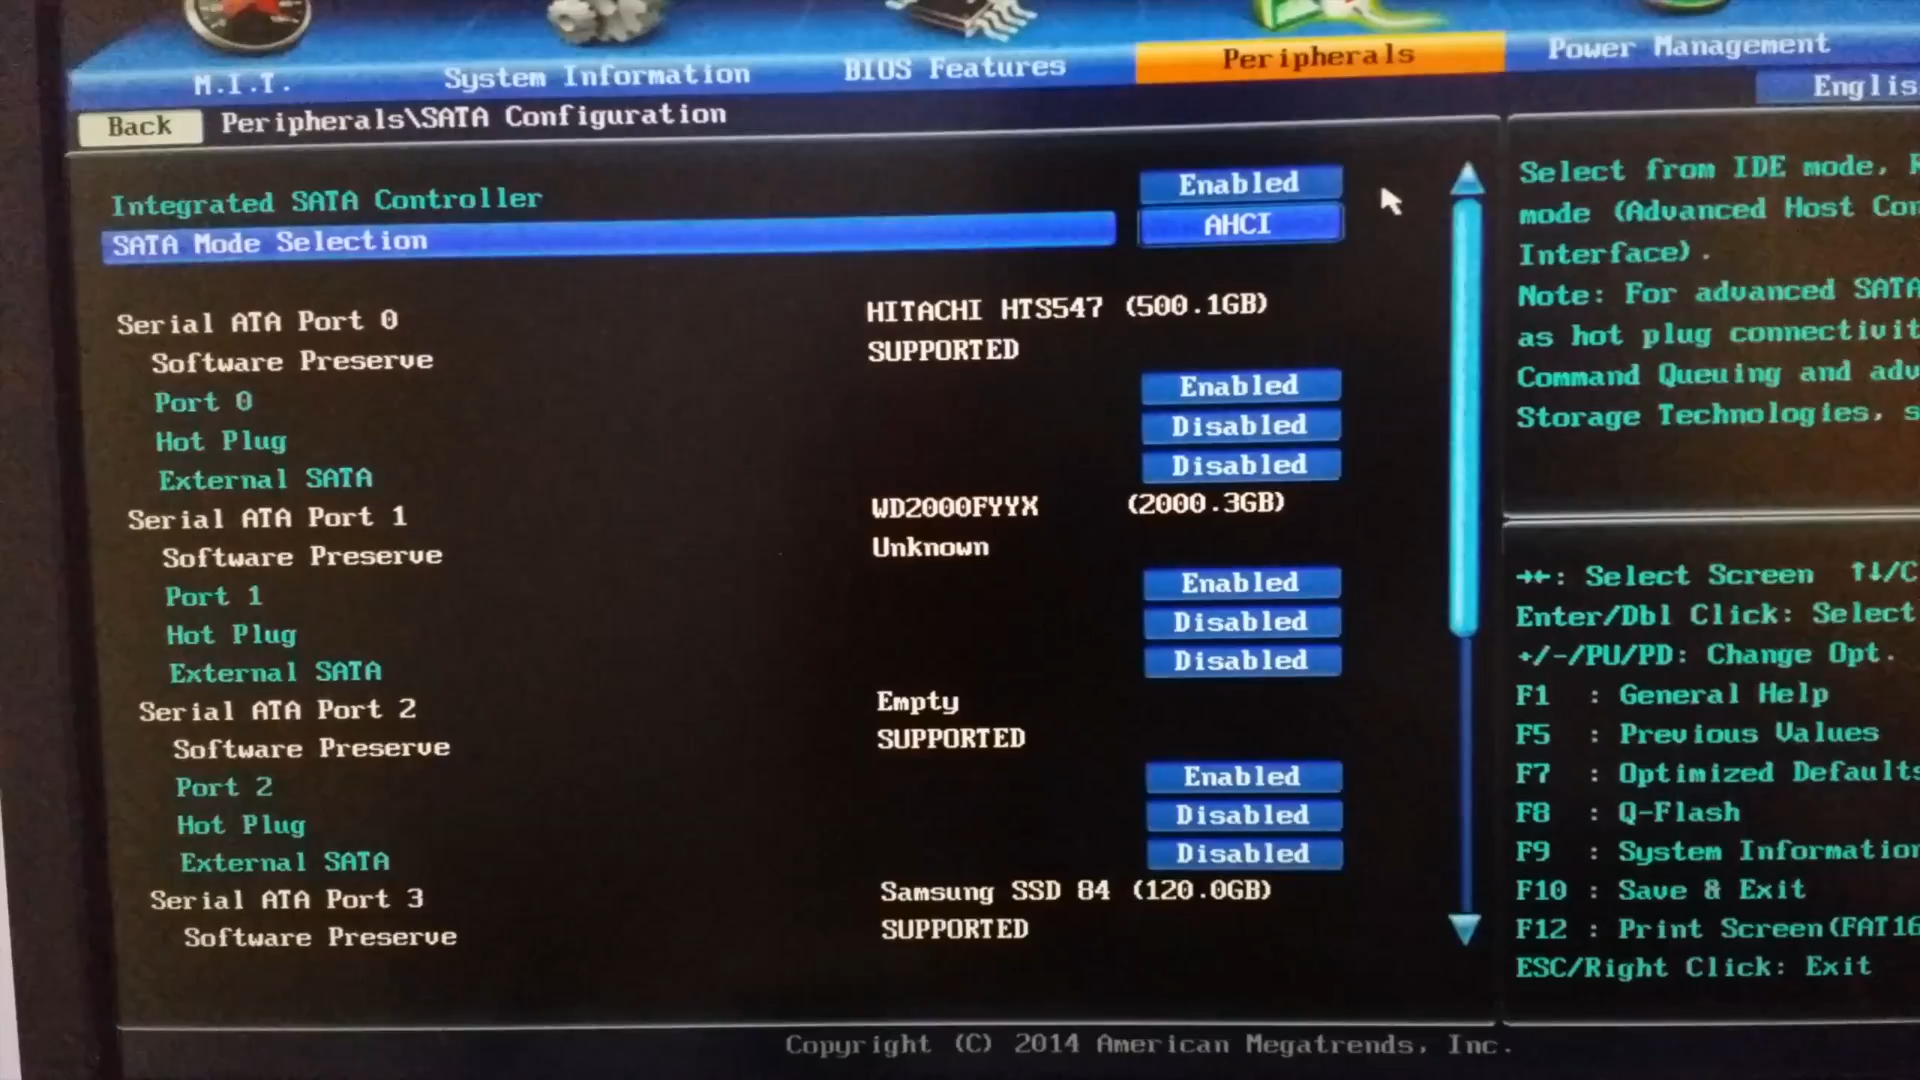 M.I.T. System Information BIOS Features Peripherals Power Management
Englis
Back Peripherals\SATA Configuration
Integrated SATA Controller Enabled
SATA Mode Selection AHCI
Serial ATA Port 0 HITACHI HTS547 (500.1GB)
Software Preserve SUPPORTED
Port 0 Enabled
Hot Plug Disabled
External SATA Disabled
Serial ATA Port 1 WD2000FYYX (2000.3GB)
Software Preserve Unknown
Port 1 Enabled
Hot Plug Disabled
External SATA Disabled
Serial ATA Port 2 Empty
Software Preserve SUPPORTED
Port 2 Enabled
Hot Plug Disabled
External SATA Disabled
Serial ATA Port 3 Samsung SSD 84 (120.0GB)
Software Preserve SUPPORTED
Select from IDE mode, R
mode (Advanced Host Con
Interface).
Note: For advanced SATA
as hot plug connectivit
Command Queuing and adv
Storage Technologies, s
→←: Select Screen ↑↓/C
Enter/Dbl Click: Select
+/-/PU/PD: Change Opt.
F1 : General Help
F5 : Previous Values
F7 : Optimized Defaults
F8 : Q-Flash
F9 : System Information
F10 : Save & Exit
F12 : Print Screen(FAT16
ESC/Right Click: Exit
Copyright (C) 2014 American Megatrends, Inc.